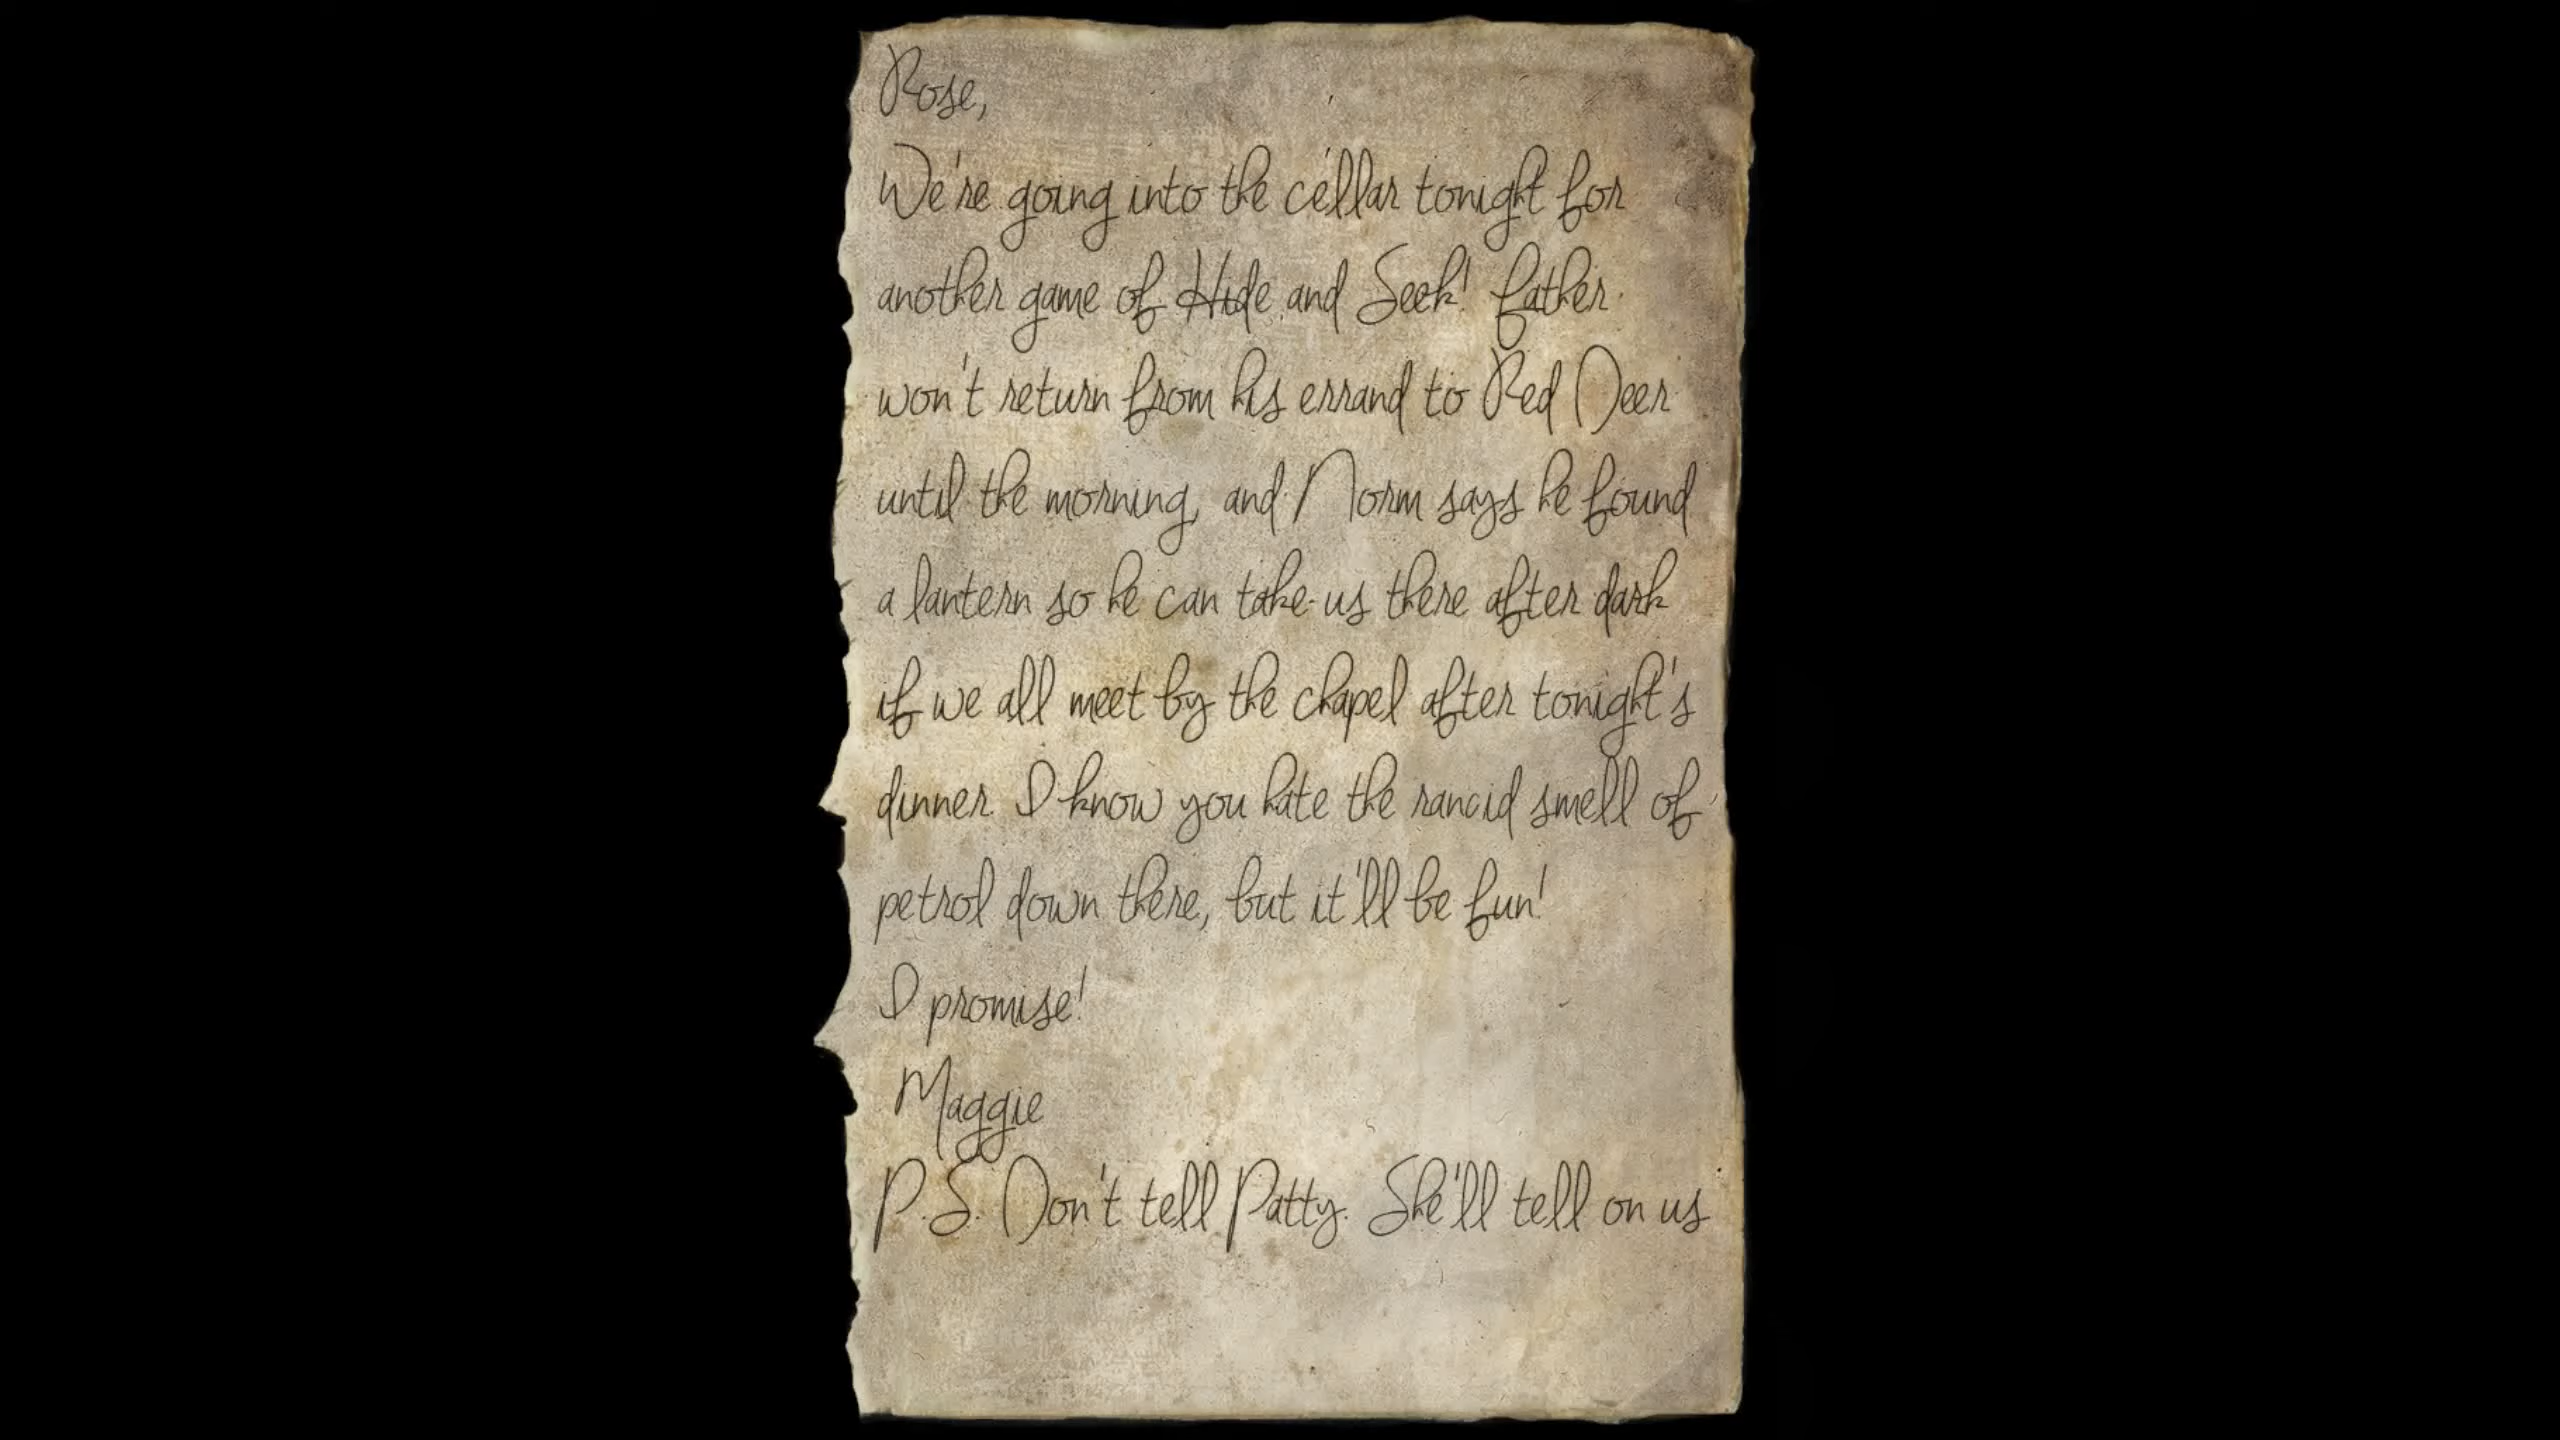 Rose,
We're going into the cellar tonight for
another game of Hide and Seek! Father
won't return from his errand to Red Deer
until the morning, and Norm says he found
a lantern so he can take us there after dark
if we all meet by the chapel after tonight's
dinner. I know you hate the rancid smell of
petrol down there, but it'll be fun!
I promise!
Maggie
P.S. Don't tell Patty. She'll tell on us